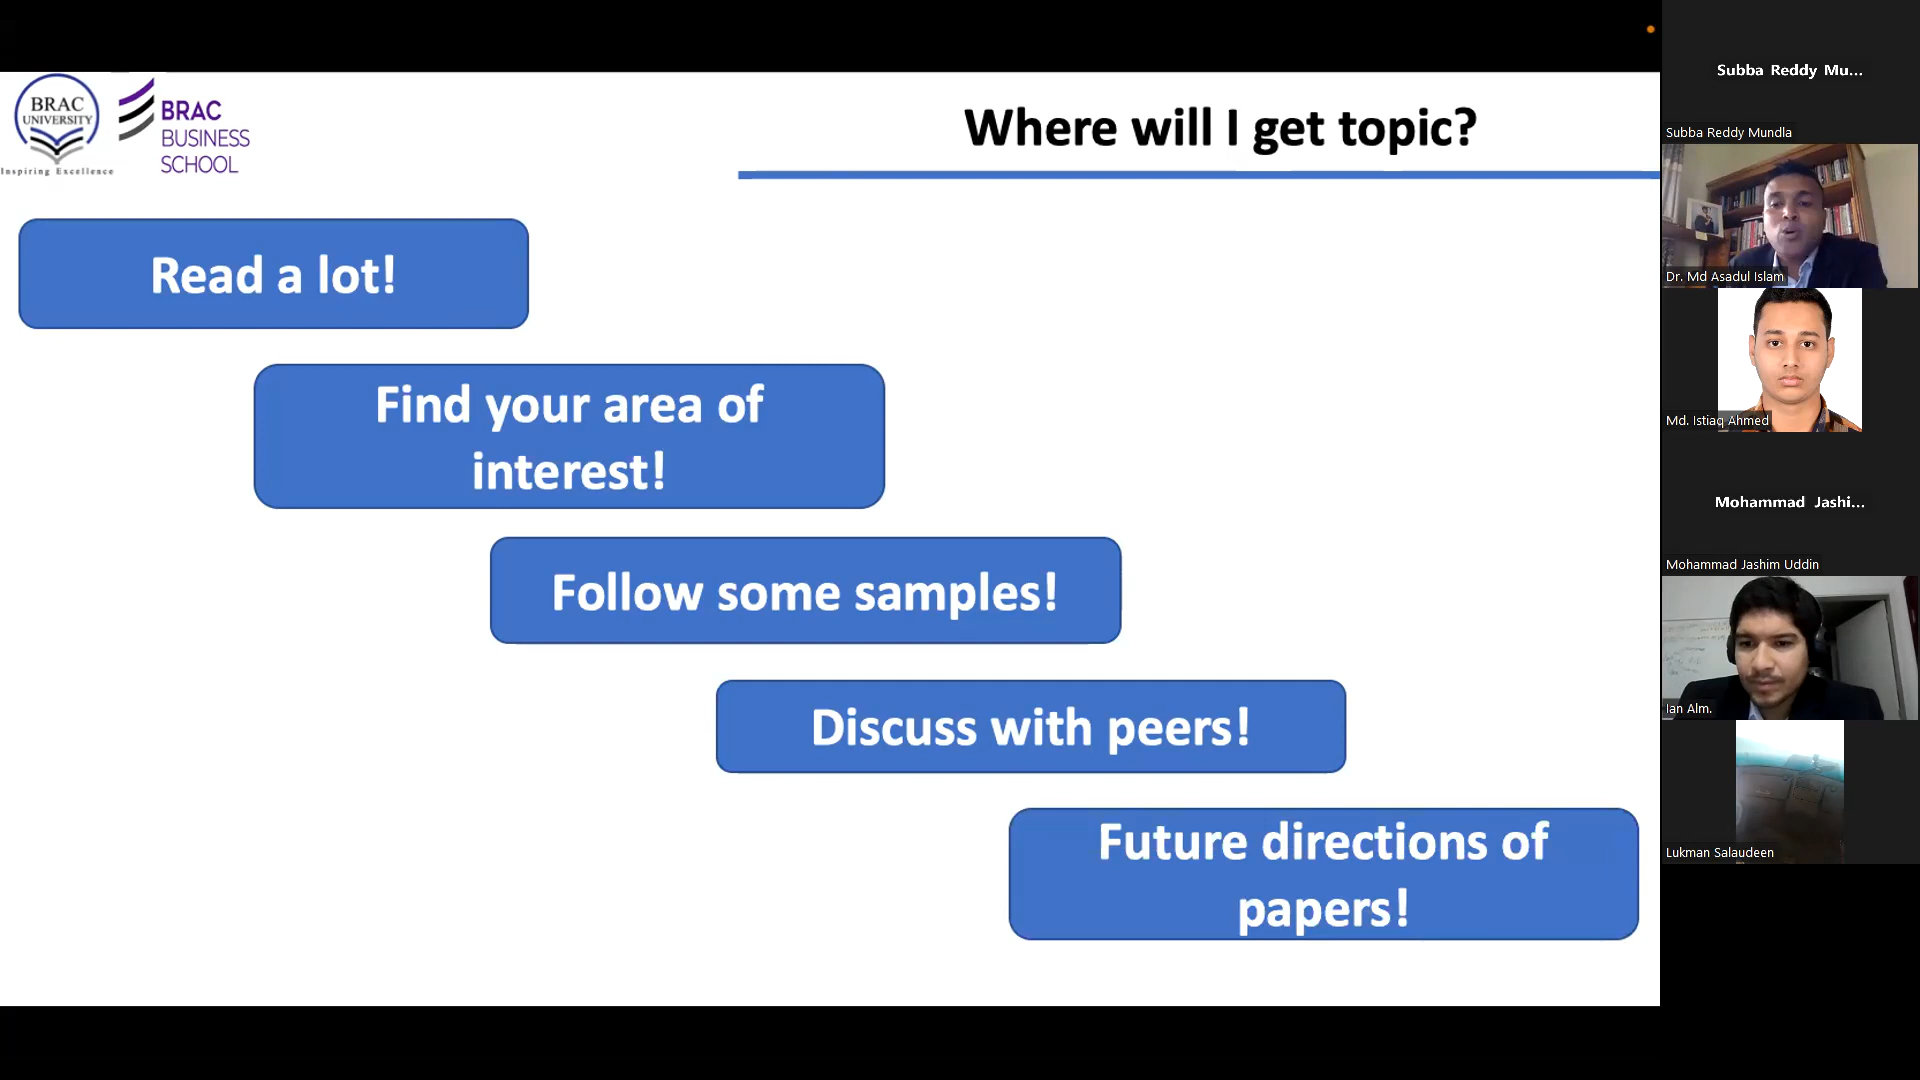 BRAC
UNIVERSITY
Inspiring Excellence
BRAC
BUSINESS
SCHOOL
Where will I get topic?
Read a lot!
Find your area of
interest!
Follow some samples!
Discuss with peers!
Future directions of
papers!
Subba Reddy Mu...
Subba Reddy Mundla
Dr. Md Asadul Islam
Md. Istiaq Ahmed
Mohammad Jashi...
Mohammad Jashim Uddin
Ian Alm.
Lukman Salaudeen